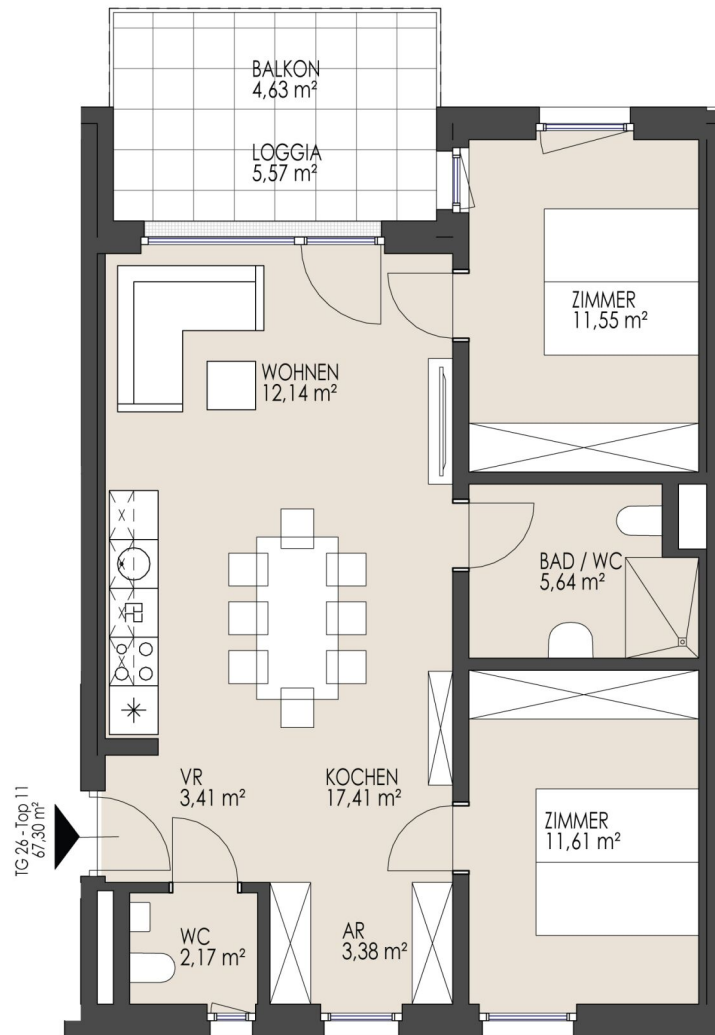 BALKON
4,63 m²
LOGGIA
5,57 m²
ZIMMER
11,55 m²
WOHNEN
12,14 m²
BAD / WC
5,64 m²
VR
3,41 m²
KOCHEN
17,41 m²
TG 26 - Top 11
67,30 m²
ZIMMER
11,61 m²
WC
2,17 m²
AR
3,38 m²